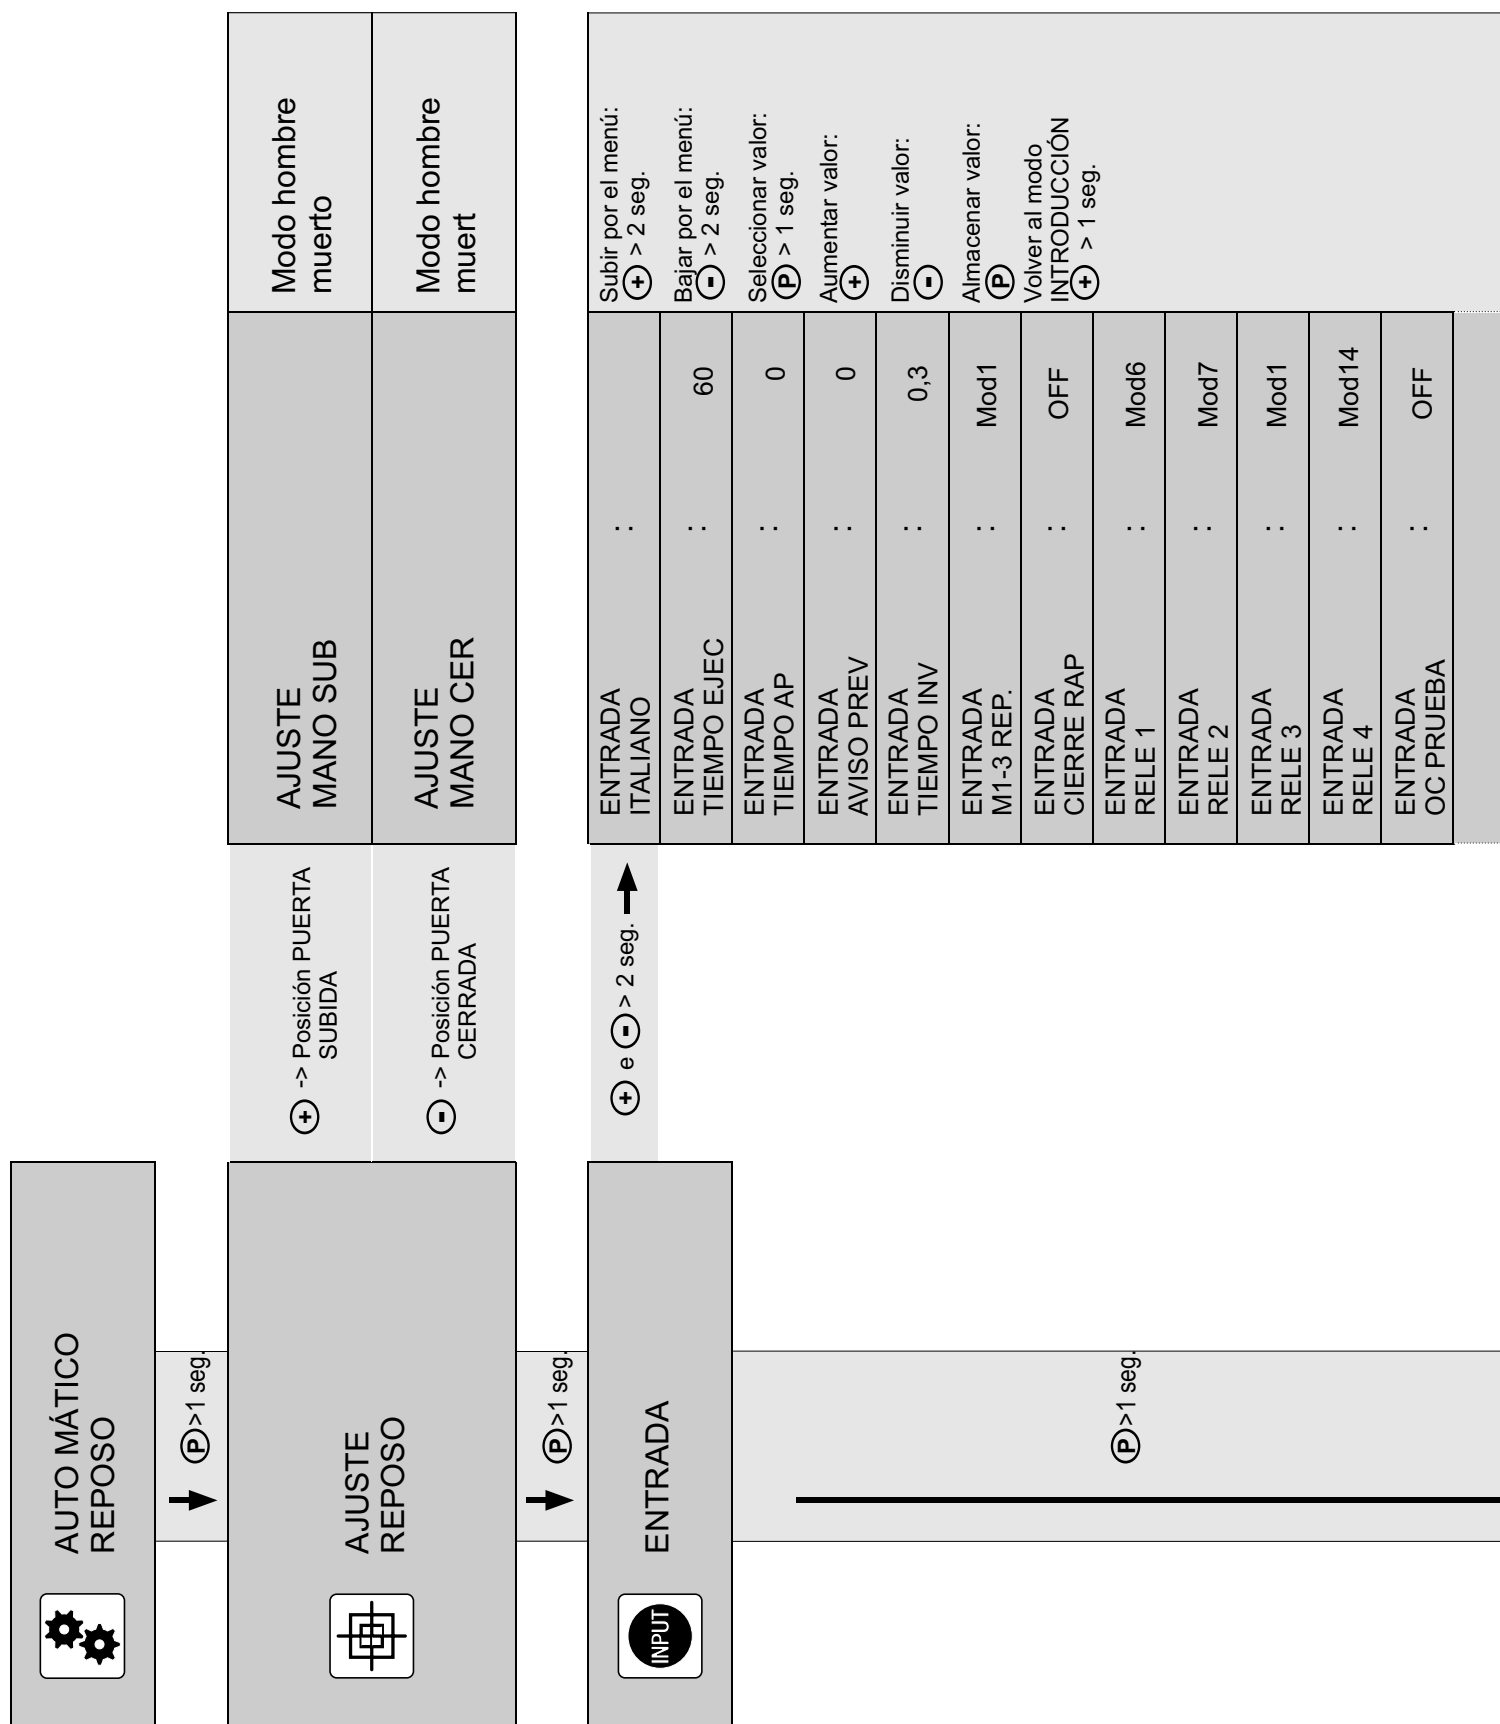 AUTO MÁTICO
REPOSO
P >1 seg.
AJUSTE
REPOSO
+ -> Posición PUERTA
SUBIDA
AJUSTE
MANO SUB
Modo hombre
muerto
- -> Posición PUERTA
CERRADA
AJUSTE
MANO CER
Modo hombre
muert
P >1 seg.
INPUT
ENTRADA
+ e - > 2 seg.
ENTRADA
ITALIANO :
ENTRADA
TIEMPO EJEC : 60
ENTRADA
TIEMPO AP : 0
ENTRADA
AVISO PREV : 0
ENTRADA
TIEMPO INV : 0,3
ENTRADA
M1-3 REP. : Mod1
ENTRADA
CIERRE RAP : OFF
ENTRADA
RELE 1 : Mod6
ENTRADA
RELE 2 : Mod7
ENTRADA
RELE 3 : Mod1
ENTRADA
RELE 4 : Mod14
ENTRADA
OC PRUEBA : OFF
Subir por el menú:
+ > 2 seg.
Bajar por el menú:
- > 2 seg.
Seleccionar valor:
P > 1 seg.
Aumentar valor:
+
Disminuir valor:
-
Almacenar valor:
P
Volver al modo
INTRODUCCIÓN
+ > 1 seg.
P >1 seg.